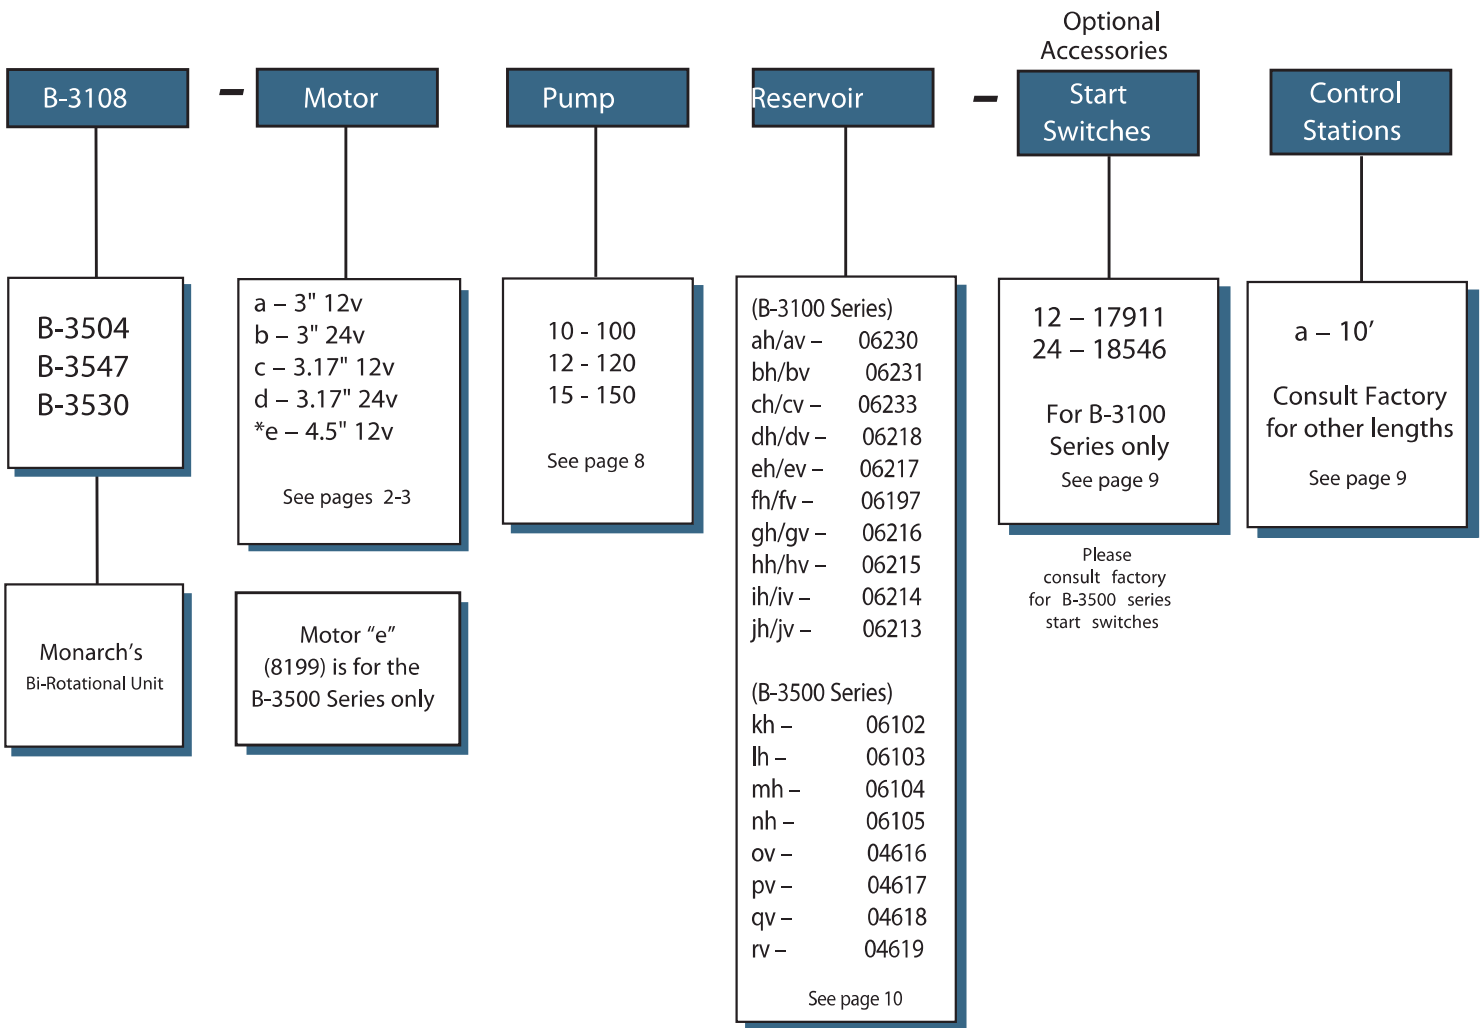 Optional
Accessories
B-3108
–
Motor
Pump
Reservoir
–
Start
Switches
Control
Stations
B-3504
B-3547
B-3530
Monarch's
Bi-Rotational Unit
a – 3" 12v
b – 3" 24v
c – 3.17" 12v
d – 3.17" 24v
*e – 4.5" 12v
See pages 2-3
Motor “e”
(8199) is for the
B-3500 Series only
10 - 100
12 - 120
15 - 150
See page 8
(B-3100 Series)
ah/av – 06230
bh/bv 06231
ch/cv – 06233
dh/dv – 06218
eh/ev – 06217
fh/fv – 06197
gh/gv – 06216
hh/hv – 06215
ih/iv – 06214
jh/jv – 06213
(B-3500 Series)
kh – 06102
lh – 06103
mh – 06104
nh – 06105
ov – 04616
pv – 04617
qv – 04618
rv – 04619
See page 10
12 – 17911
24 – 18546
For B-3100
Series only
See page 9
Please
consult factory
for B-3500 series
start switches
a – 10'
Consult Factory
for other lengths
See page 9